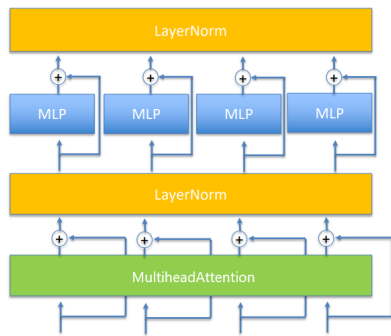 LayerNorm
+ + + +
MLP MLP MLP MLP
LayerNorm
+ + + +
MultiheadAttention